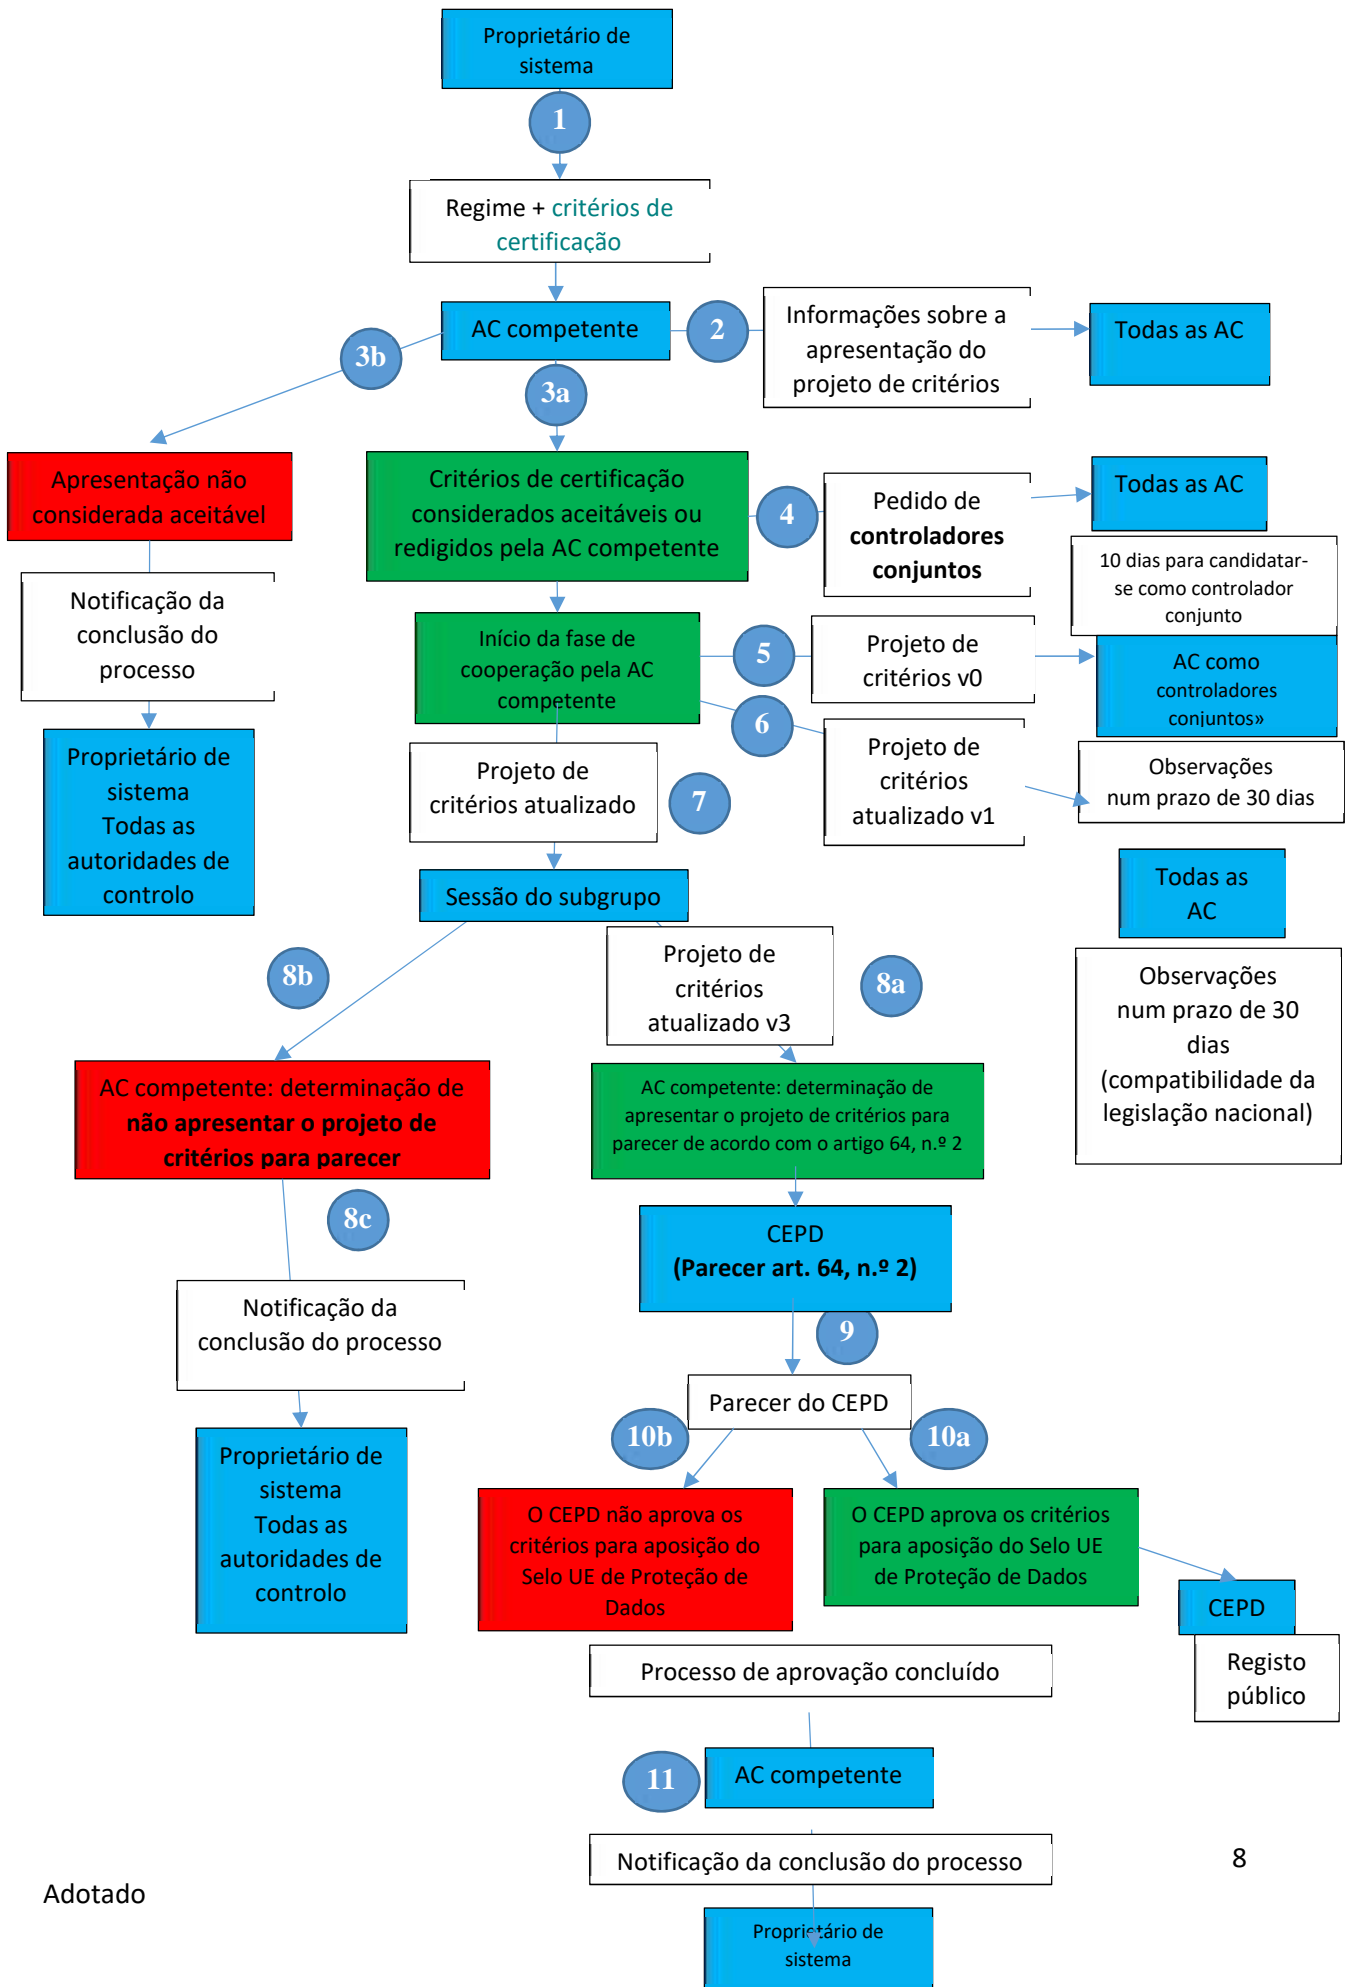 Proprietário de
sistema
1
Regime + critérios de
certificação
AC competente
2
Informações sobre a
apresentação do
projeto de critérios
Todas as AC
3b
3a
Apresentação não
considerada aceitável
Critérios de certificação
considerados aceitáveis ou
redigidos pela AC competente
4
Pedido de
controladores
conjuntos
Todas as AC
10 dias para candidatar-
se como controlador
conjunto
Notificação da
conclusão do
processo
Início da fase de
cooperação pela AC
competente
5
Projeto de
critérios v0
AC como
controladores
conjuntos»
6
Projeto de
critérios
atualizado v1
Observações
num prazo de 30 dias
Proprietário de
sistema
Todas as
autoridades de
controlo
Projeto de
critérios atualizado
7
Todas as
AC
Sessão do subgrupo
Observações
num prazo de 30
dias
(compatibilidade da
legislação nacional)
8b
Projeto de
critérios
atualizado v3
8a
AC competente: determinação de
não apresentar o projeto de
critérios para parecer
AC competente: determinação de
apresentar o projeto de critérios para
parecer de acordo com o artigo 64, n.º 2
8c
CEPD
(Parecer art. 64, n.º 2)
Notificação da
conclusão do processo
9
Parecer do CEPD
10b
10a
Proprietário de
sistema
Todas as
autoridades de
controlo
O CEPD não aprova os
critérios para aposição do
Selo UE de Proteção de
Dados
O CEPD aprova os critérios
para aposição do Selo UE
de Proteção de Dados
CEPD
Registo
público
Processo de aprovação concluído
11
AC competente
Notificação da conclusão do processo
8
Adotado
Proprietário de
sistema